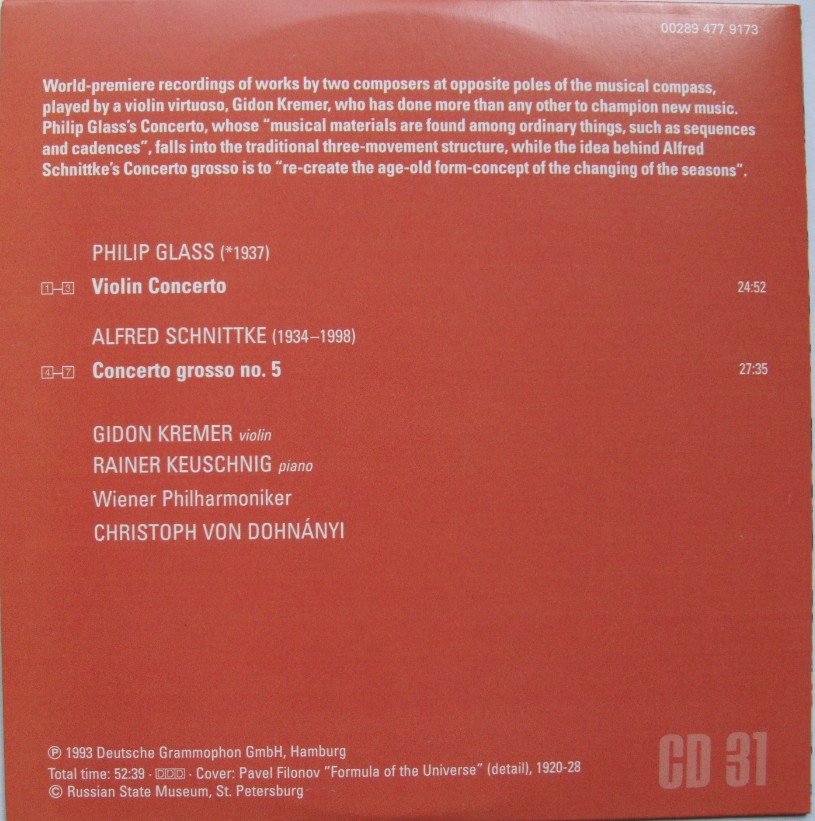 00289 477 9173
World-premiere recordings of works by two composers at opposite poles of the musical compass,
played by a violin virtuoso, Gidon Kremer, who has done more than any other to champion new music.
Philip Glass's Concerto, whose “musical materials are found among ordinary things, such as sequences
and cadences”, falls into the traditional three-movement structure, while the idea behind Alfred
Schnittke's Concerto grosso is to “re-create the age-old form-concept of the changing of the seasons”.
PHILIP GLASS (*1937)
1–3 Violin Concerto 24:52
ALFRED SCHNITTKE (1934–1998)
4–7 Concerto grosso no. 5 27:35
GIDON KREMER violin
RAINER KEUSCHNIG piano
Wiener Philharmoniker
CHRISTOPH VON DOHNÁNYI
℗ 1993 Deutsche Grammophon GmbH, Hamburg
Total time: 52:39 · DDD · Cover: Pavel Filonov “Formula of the Universe” (detail), 1920-28
© Russian State Museum, St. Petersburg
CD 31